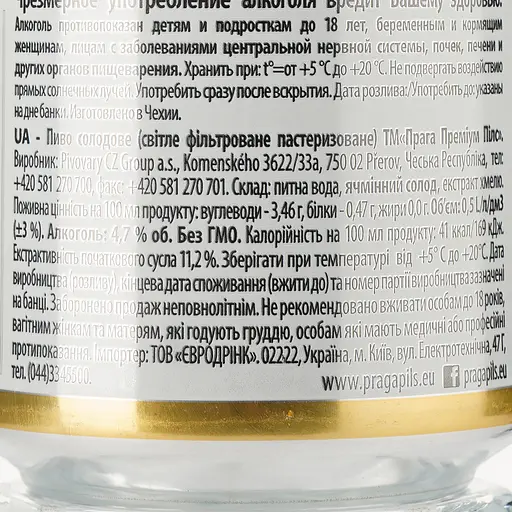 Чрезмерное употребление алкоголя вредит Вашему здоровью.
Алкоголь противопоказан детям и подросткам до 18 лет, беременным и кормящим
женщинам, лицам с заболеваниями центральной нервной системы, почек, печени и
других органов пищеварения. Хранить при: t°=от +5 °C до +20 °C. Не подвергать воздействию
прямых солнечных лучей. Употребить сразу после вскрытия. Дата розлива:/Употребить до: указаны
на дне банки. Изготовлено в Чехии.
UA - Пиво солодове (світле фільтроване пастеризоване) ТМ «Прага Преміум Пілс».
Виробник: Pivovary CZ Group a.s., Komenského 3622/33a, 750 02 Přerov, Чеська Республіка, тел:
+420 581 270 700, факс: +420 581 270 701. Склад: питна вода, ячмінний солод, екстракт хмелю.
Поживна цінність на 100 мл продукту: вуглеводи - 3,46 г, білки - 0,47 г, жири 0,0 г. Об'єм: 0,5 L/л/дм3
(±3 %). Алкоголь: 4,7 % об. Без ГМО. Калорійність на 100 мл продукту: 41 ккал/169 кДж.
Екстрактивність початкового сусла 11,2 %. Зберігати при температурі від +5° C до +20°C. Дата
виробництва (розливу), кінцева дата споживання (вжити до) та номер партії виробництва зазначені
на банці. Заборонено продаж неповнолітнім. Не рекомендовано вживати особам до 18 років,
вагітним жінкам та матерям, які годують груддю, особам які мають медичні або професійні
протипоказання. Імпортер: ТОВ «ЄВРОДРІНК». 02222, Україна, м. Київ, вул. Електротехнічна, 47 Г,
тел. (044)3345500.
www.pragapils.eu f pragapils.eu